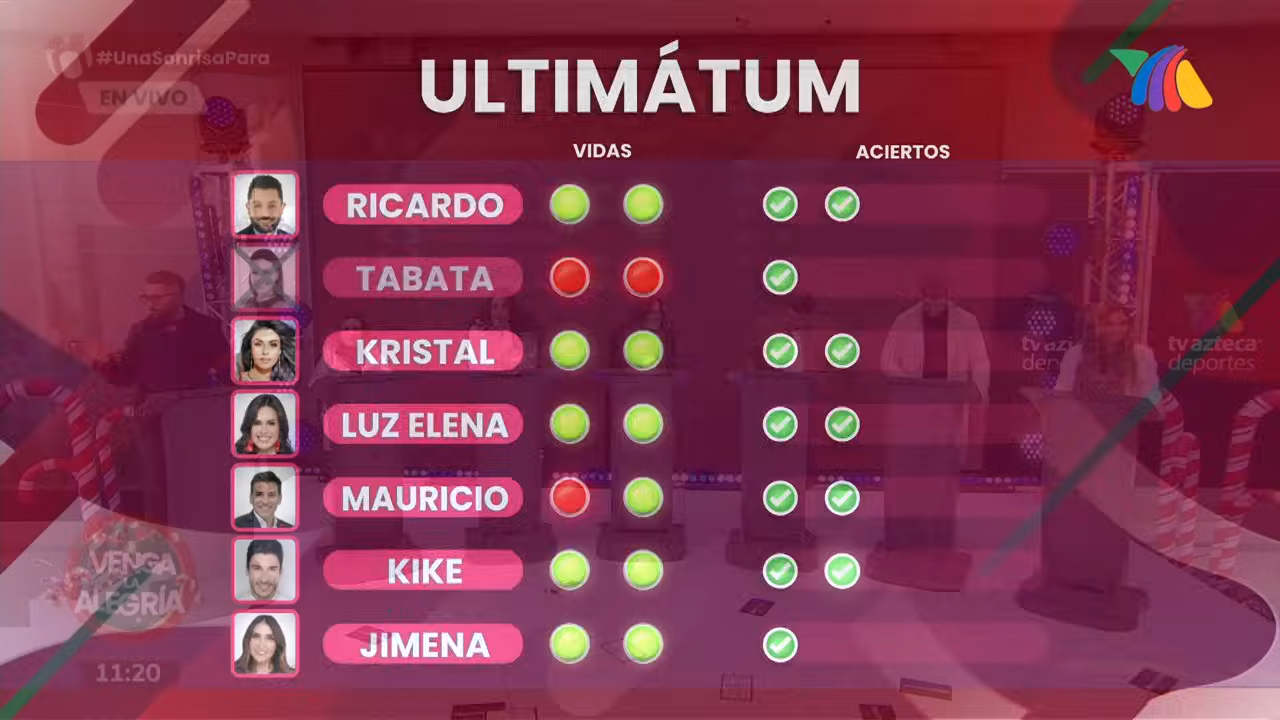 #UnaSonrisaPara
EN VIVO
ULTIMÁTUM
VIDAS
ACIERTOS
RICARDO
TABATA
KRISTAL
LUZ ELENA
MAURICIO
KIKE
JIMENA
tv azi
deportes
tv azteca
deportes
VENGA
LA
ALEGRÍA
11:20